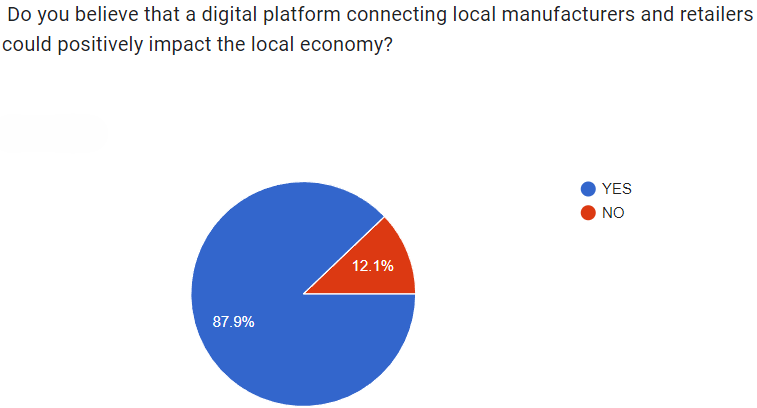 Do you believe that a digital platform connecting local manufacturers and retailers
could positively impact the local economy?
YES
NO
12.1%
87.9%